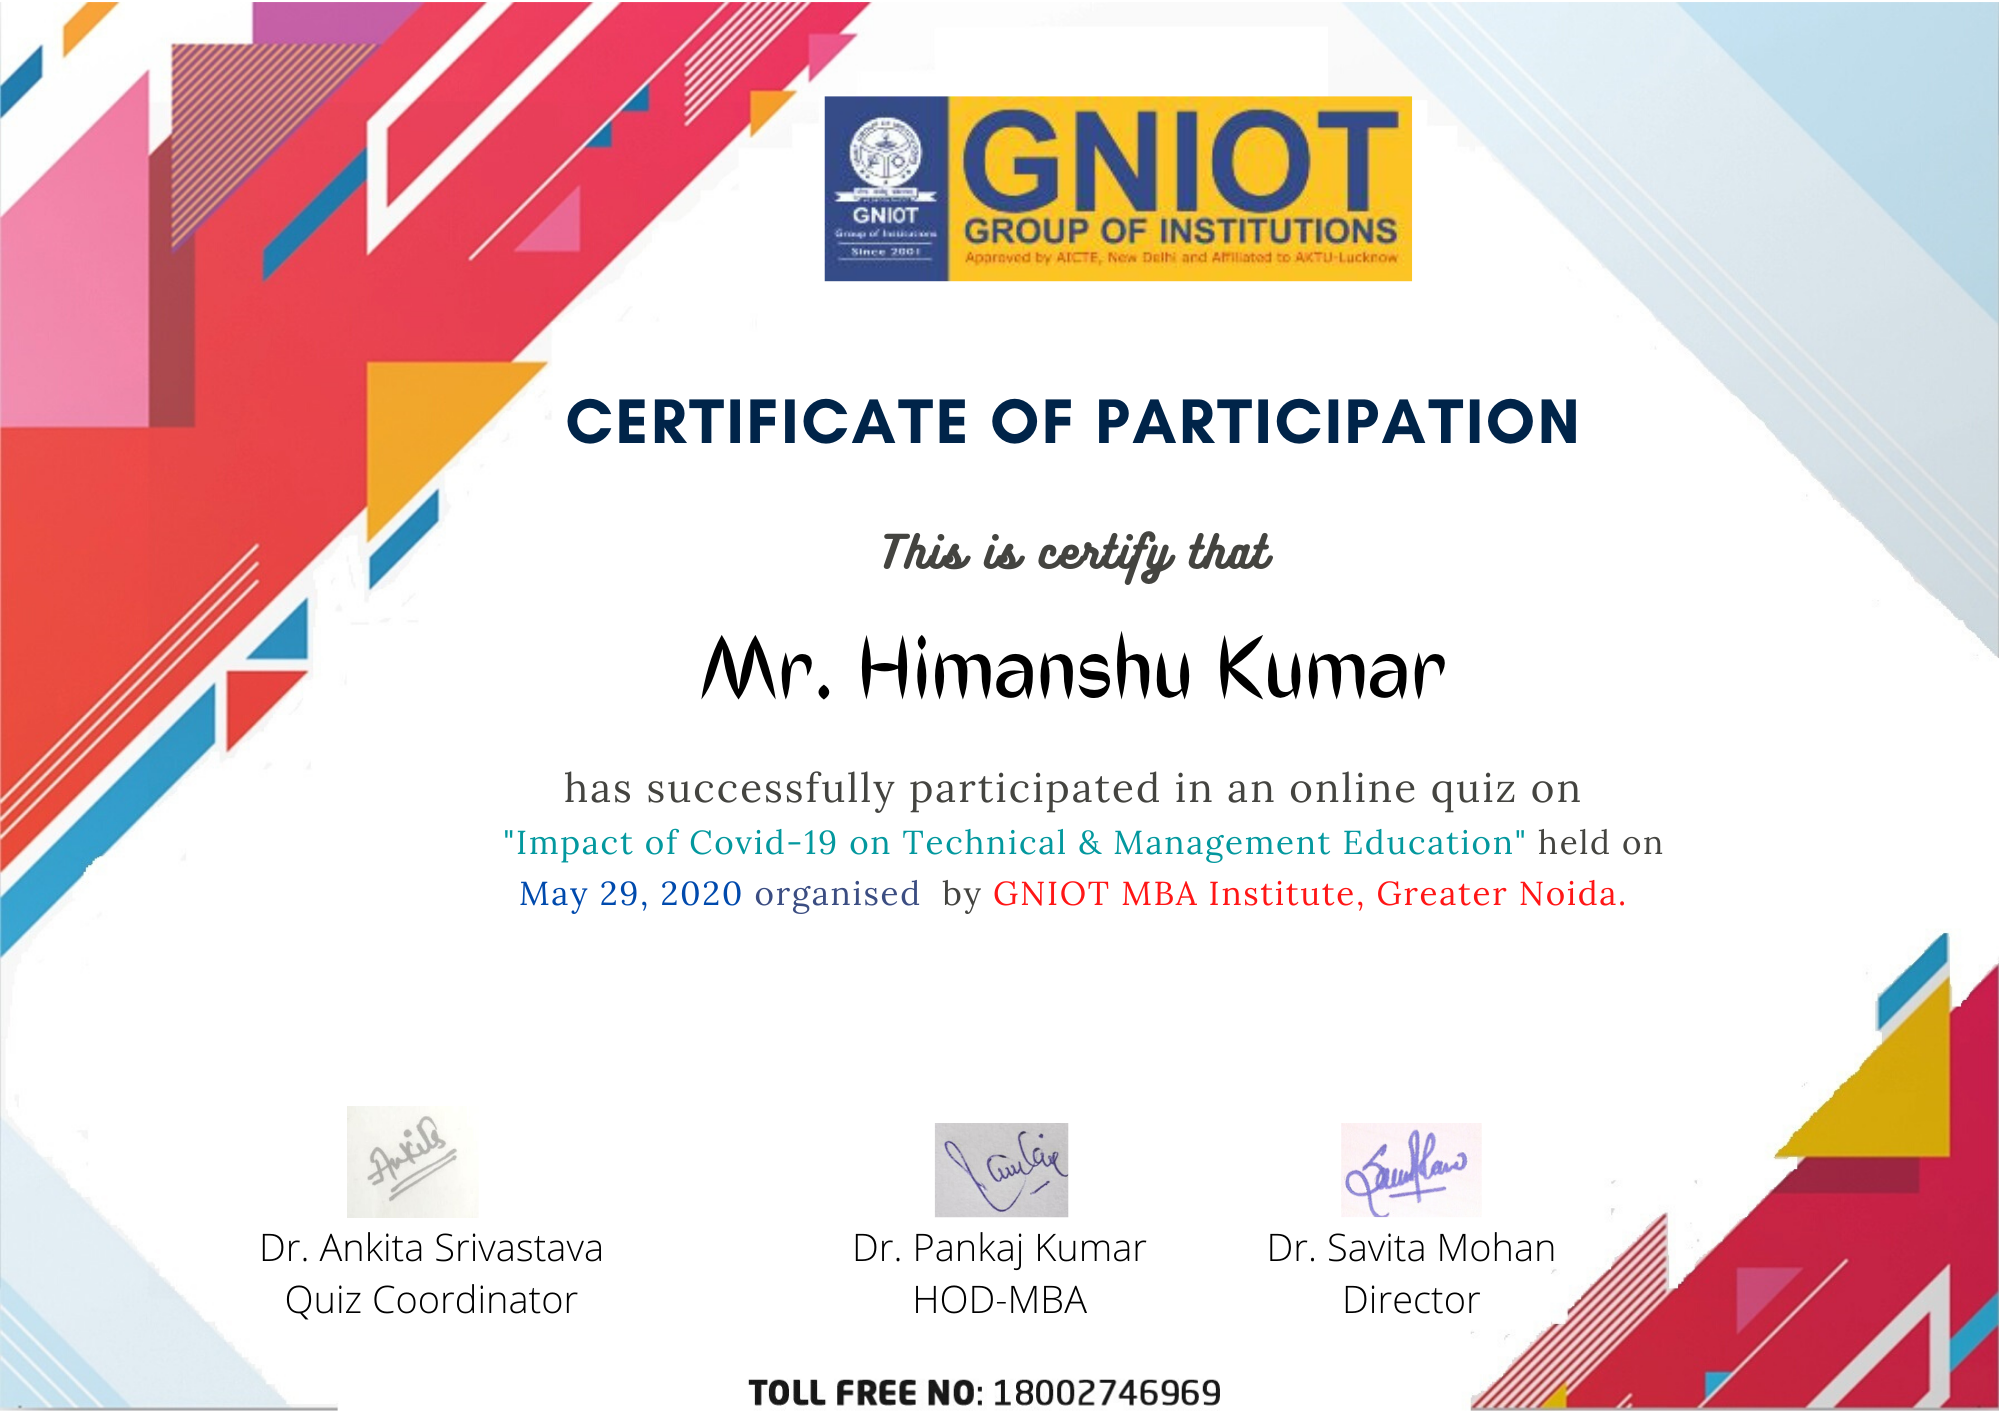 GNIOT
Group of Institutions
Since 2001
GNIOT
GROUP OF INSTITUTIONS
Approved by AICTE, New Delhi and Affiliated to AKTU-Lucknow
CERTIFICATE OF PARTICIPATION
This is certify that
Mr. Himanshu Kumar
has successfully participated in an online quiz on
"Impact of Covid-19 on Technical & Management Education" held on
May 29, 2020 organised by GNIOT MBA Institute, Greater Noida.
Ankita
Dr. Ankita Srivastava
Quiz Coordinator
Dr. Pankaj Kumar
HOD-MBA
Dr. Savita Mohan
Director
TOLL FREE NO: 18002746969